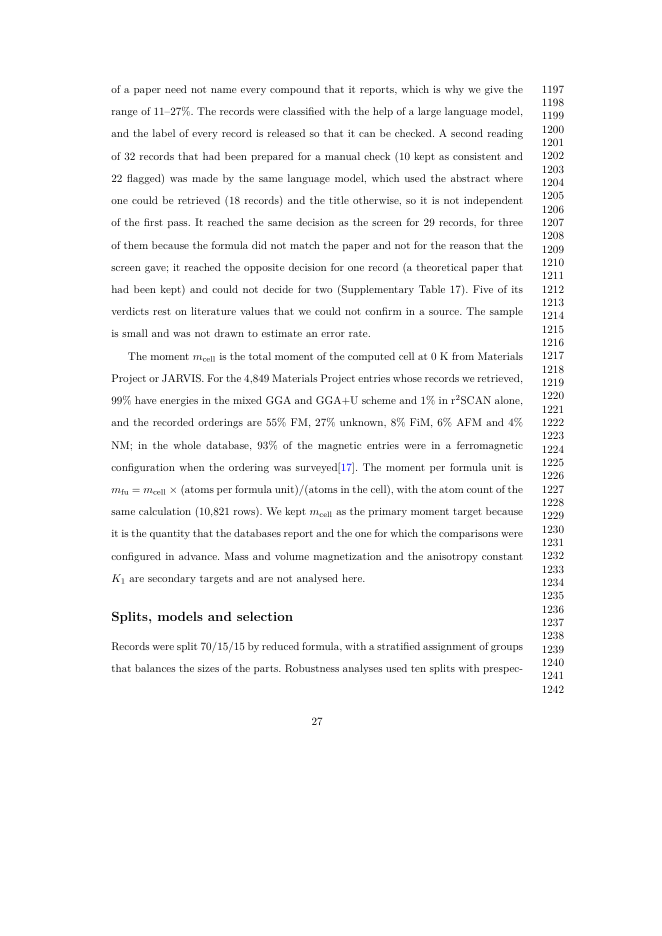 of a paper need not name every compound that it reports, which is why we give the
range of 11–27%. The records were classified with the help of a large language model,
and the label of every record is released so that it can be checked. A second reading
of 32 records that had been prepared for a manual check (10 kept as consistent and
22 flagged) was made by the same language model, which used the abstract where
one could be retrieved (18 records) and the title otherwise, so it is not independent
of the first pass. It reached the same decision as the screen for 29 records, for three
of them because the formula did not match the paper and not for the reason that the
screen gave; it reached the opposite decision for one record (a theoretical paper that
had been kept) and could not decide for two (Supplementary Table 17). Five of its
verdicts rest on literature values that we could not confirm in a source. The sample
is small and was not drawn to estimate an error rate.
The moment m_cell is the total moment of the computed cell at 0 K from Materials
Project or JARVIS. For the 4,849 Materials Project entries whose records we retrieved,
99% have energies in the mixed GGA and GGA+U scheme and 1% in r²SCAN alone,
and the recorded orderings are 55% FM, 27% unknown, 8% FiM, 6% AFM and 4%
NM; in the whole database, 93% of the magnetic entries were in a ferromagnetic
configuration when the ordering was surveyed[17]. The moment per formula unit is
m_fu = m_cell × (atoms per formula unit)/(atoms in the cell), with the atom count of the
same calculation (10,821 rows). We kept m_cell as the primary moment target because
it is the quantity that the databases report and the one for which the comparisons were
configured in advance. Mass and volume magnetization and the anisotropy constant
K₁ are secondary targets and are not analysed here.
Splits, models and selection
Records were split 70/15/15 by reduced formula, with a stratified assignment of groups
that balances the sizes of the parts. Robustness analyses used ten splits with prespec-
27
1197
1198
1199
1200
1201
1202
1203
1204
1205
1206
1207
1208
1209
1210
1211
1212
1213
1214
1215
1216
1217
1218
1219
1220
1221
1222
1223
1224
1225
1226
1227
1228
1229
1230
1231
1232
1233
1234
1235
1236
1237
1238
1239
1240
1241
1242